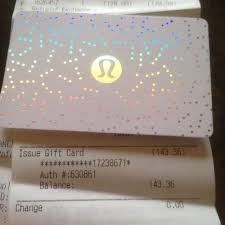 Issue Gift Card (143.36)
************17238671*
Auth #:630861
Balance: 143.36
Change 0.00